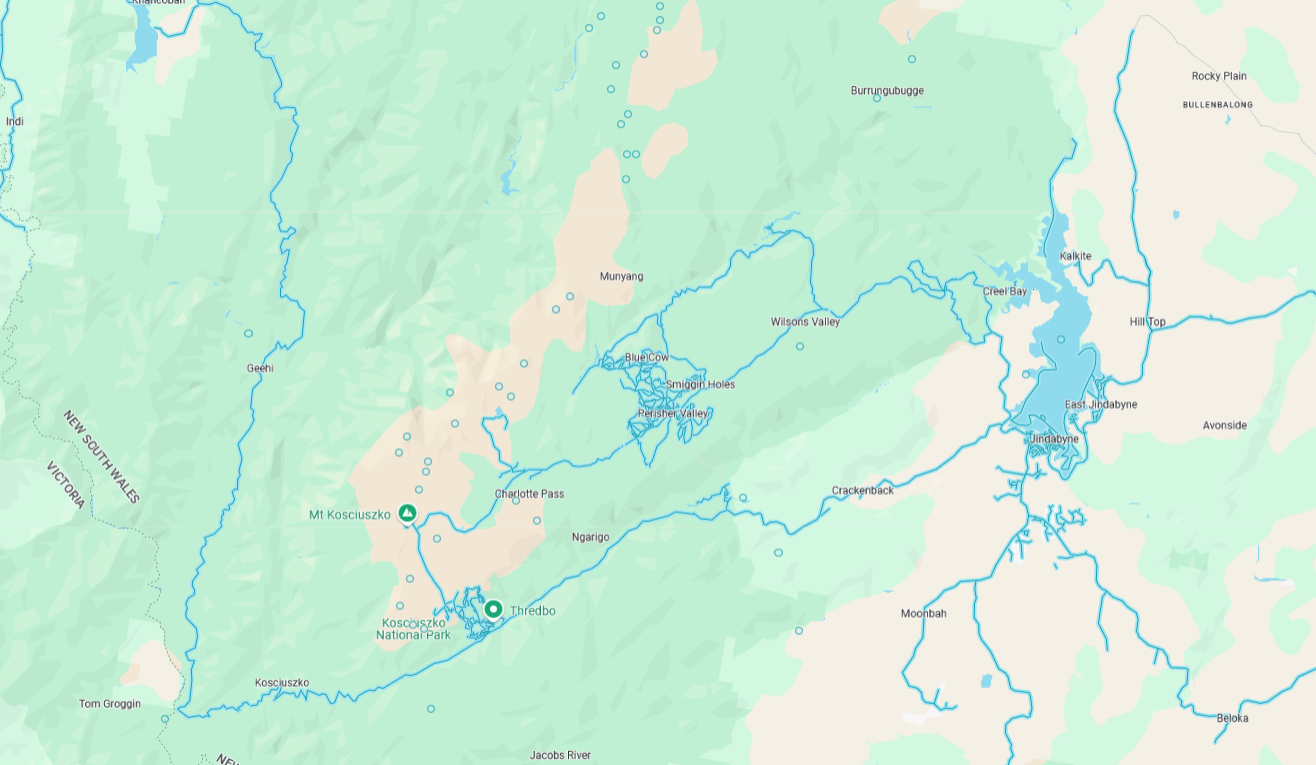 Khancoban
Rocky Plain
Burrungubugge
BULLENBALONG
Indi
Kalkite
Munyang
Creel Bay
Wilsons Valley
Hill Top
Blue Cow
Geehi
Smiggin Holes
East Jindabyne
Perisher Valley
Avonside
NEW SOUTH WALES
VICTORIA
Jindabyne
Crackenback
Charlotte Pass
Mt Kosciuszko
Ngarigo
Thredbo
Moonbah
Kosciuszko
National Park
Kosciuszko
Tom Groggin
Beloka
Jacobs River
NEW